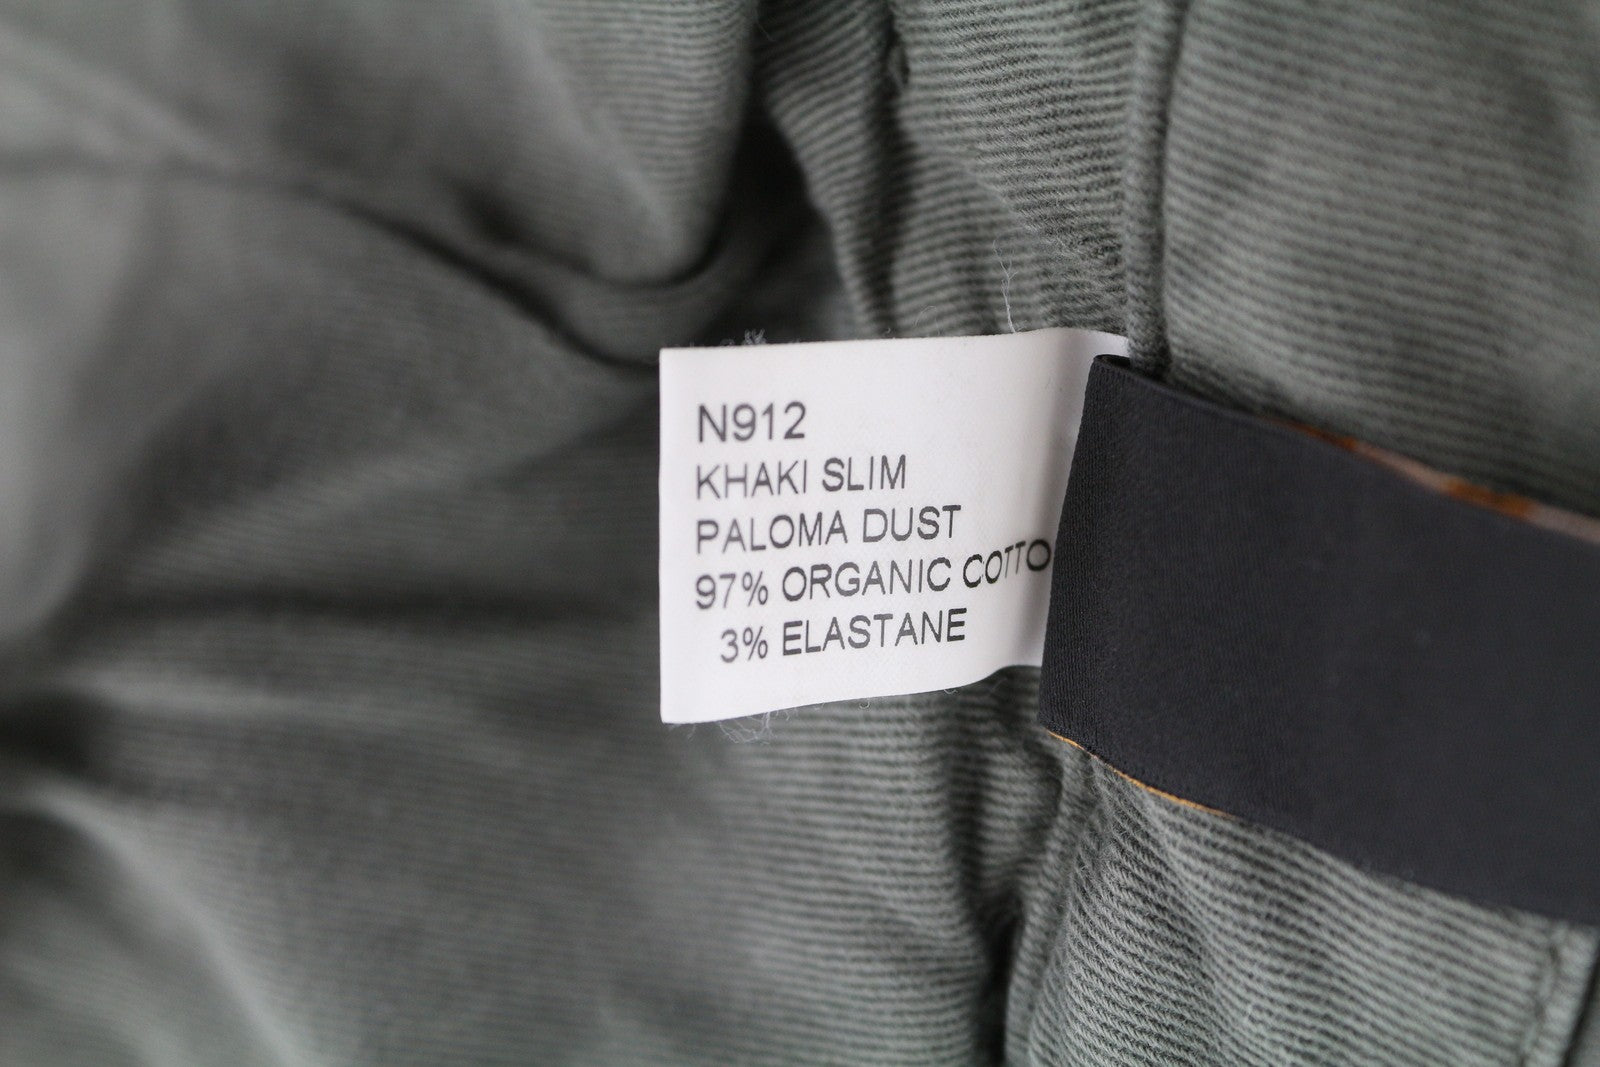 N912
KHAKI SLIM
PALOMA DUST
97% ORGANIC COTTO
3% ELASTANE